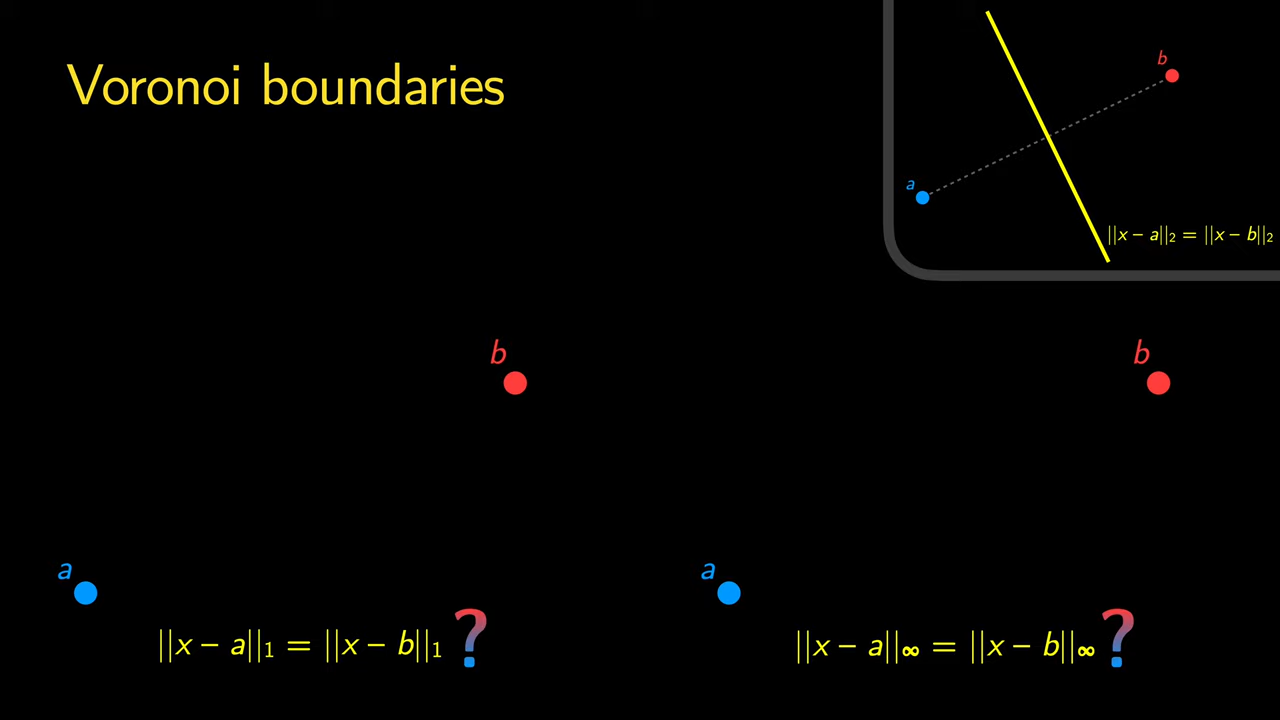 Voronoi boundaries
b
a
||x − a||₂ = ||x − b||₂
b
a
||x − a||₁ = ||x − b||₁ ?
b
a
||x − a||∞ = ||x − b||∞ ?